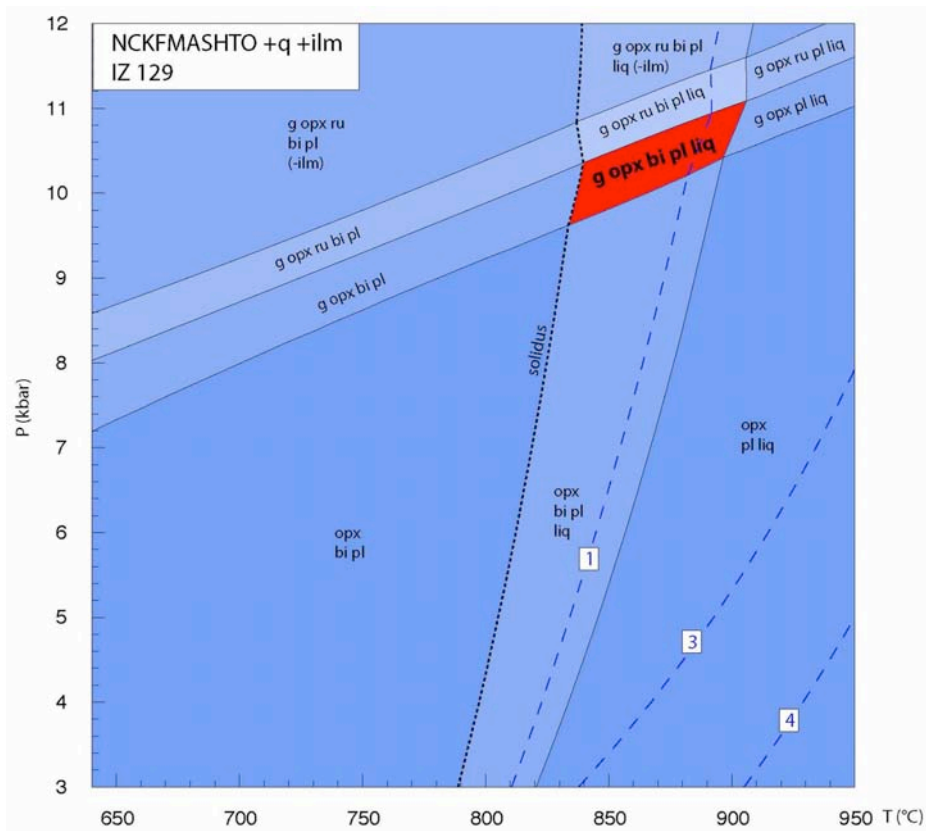 NCKFMASHTO +q +ilm
IZ 129
g opx ru bi pl
liq (-ilm)
g opx ru pl liq
g opx ru bi pl liq
g opx pl liq
g opx ru
bi pl
(-ilm)
g opx bi pl liq
g opx ru bi pl
g opx bi pl
solidus
opx
pl liq
opx
bi pl
liq
opx
bi pl
1
3
4
P (kbar)
12
11
10
9
8
7
6
5
4
3
650
700
750
800
850
900
950
T (°C)